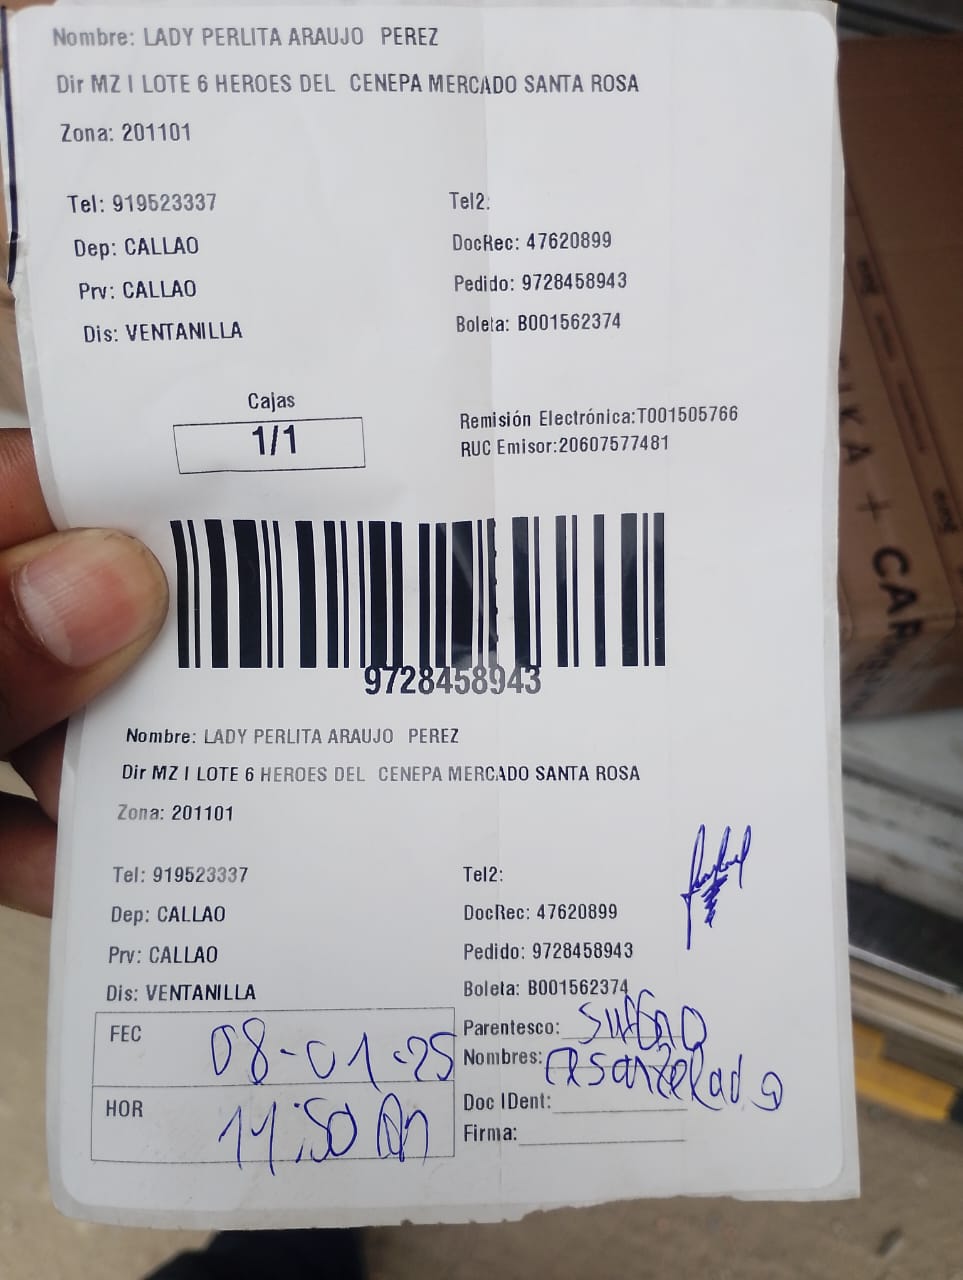 Nombre: LADY PERLITA ARAUJO PEREZ
Dir MZ I LOTE 6 HEROES DEL CENEPA MERCADO SANTA ROSA
Zona: 201101
Tel: 919523337 Tel2:
Dep: CALLAO DocRec: 47620899
Prv: CALLAO Pedido: 9728458943
Dis: VENTANILLA Boleta: B001562374
Cajas
1/1
Remisión Electrónica:T001505766
RUC Emisor:20607577481
9728458943
Nombre: LADY PERLITA ARAUJO PEREZ
Dir MZ I LOTE 6 HEROES DEL CENEPA MERCADO SANTA ROSA
Zona: 201101
Tel: 919523337 Tel2:
Dep: CALLAO DocRec: 47620899
Prv: CALLAO Pedido: 9728458943
Dis: VENTANILLA Boleta: B001562374
FEC 08-01-25 Parentesco:
Nombres:
HOR 11:50 Am Doc IDent:
Firma: